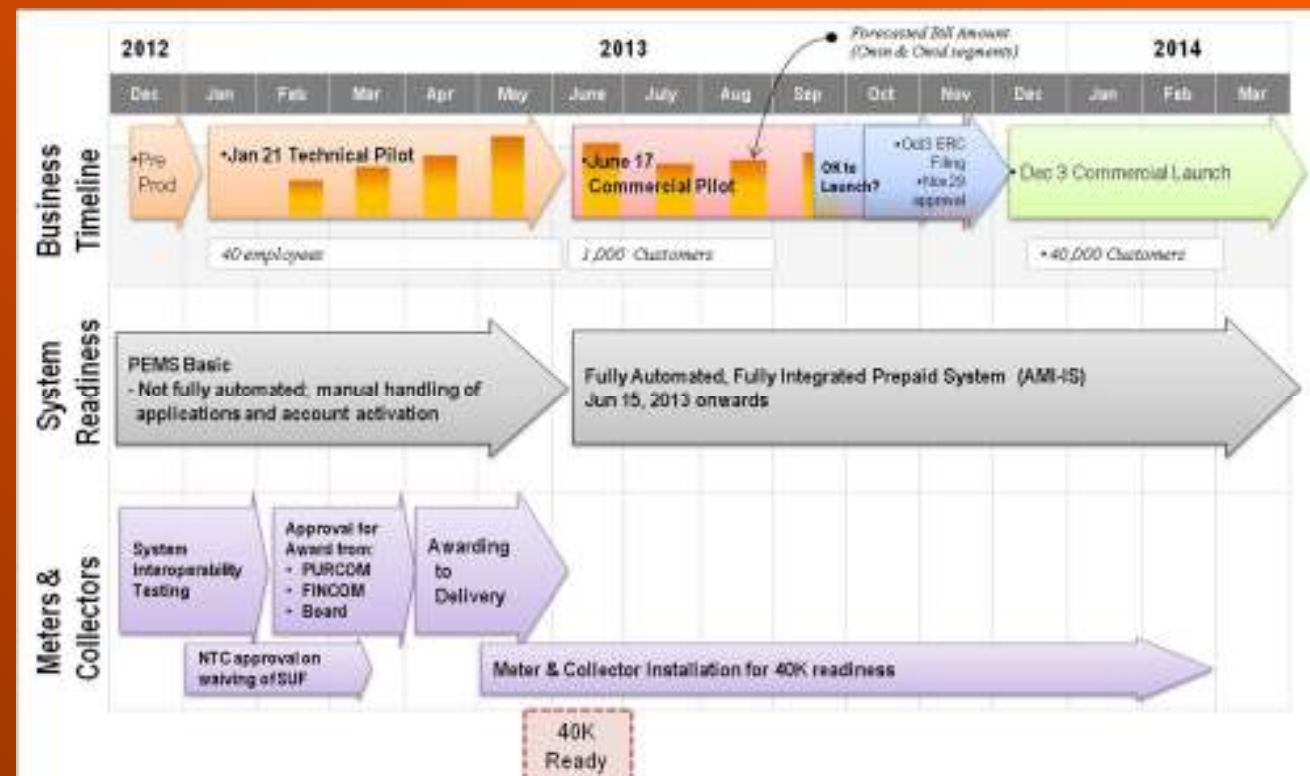 2012
2013
2014
Forecasted Bill Amount
(Cmin & Cmid segments)
Dec Jan Feb Mar Apr May June July Aug Sep Oct Nov Dec Jan Feb Mar
Business
Timeline
•Pre
Prod
•Jan 21 Technical Pilot
•June 17
Commercial Pilot
OK to
Launch?
•Oct3 ERC
Filing
•Nov 29
approval
• Dec 3 Commercial Launch
40 employees
1,000 Customers
•40,000 Customers
System
Readiness
PEMS Basic
- Not fully automated; manual handling of
applications and account activation
Fully Automated, Fully Integrated Prepaid System (AMI-IS)
Jun 15, 2013 onwards
Meters &
Collectors
System
Interoperability
Testing
Approval for
Award from:
• PURCOM
• FINCOM
• Board
Awarding
to
Delivery
NTC approval on
waiving of SUF
Meter & Collector Installation for 40K readiness
40K
Ready